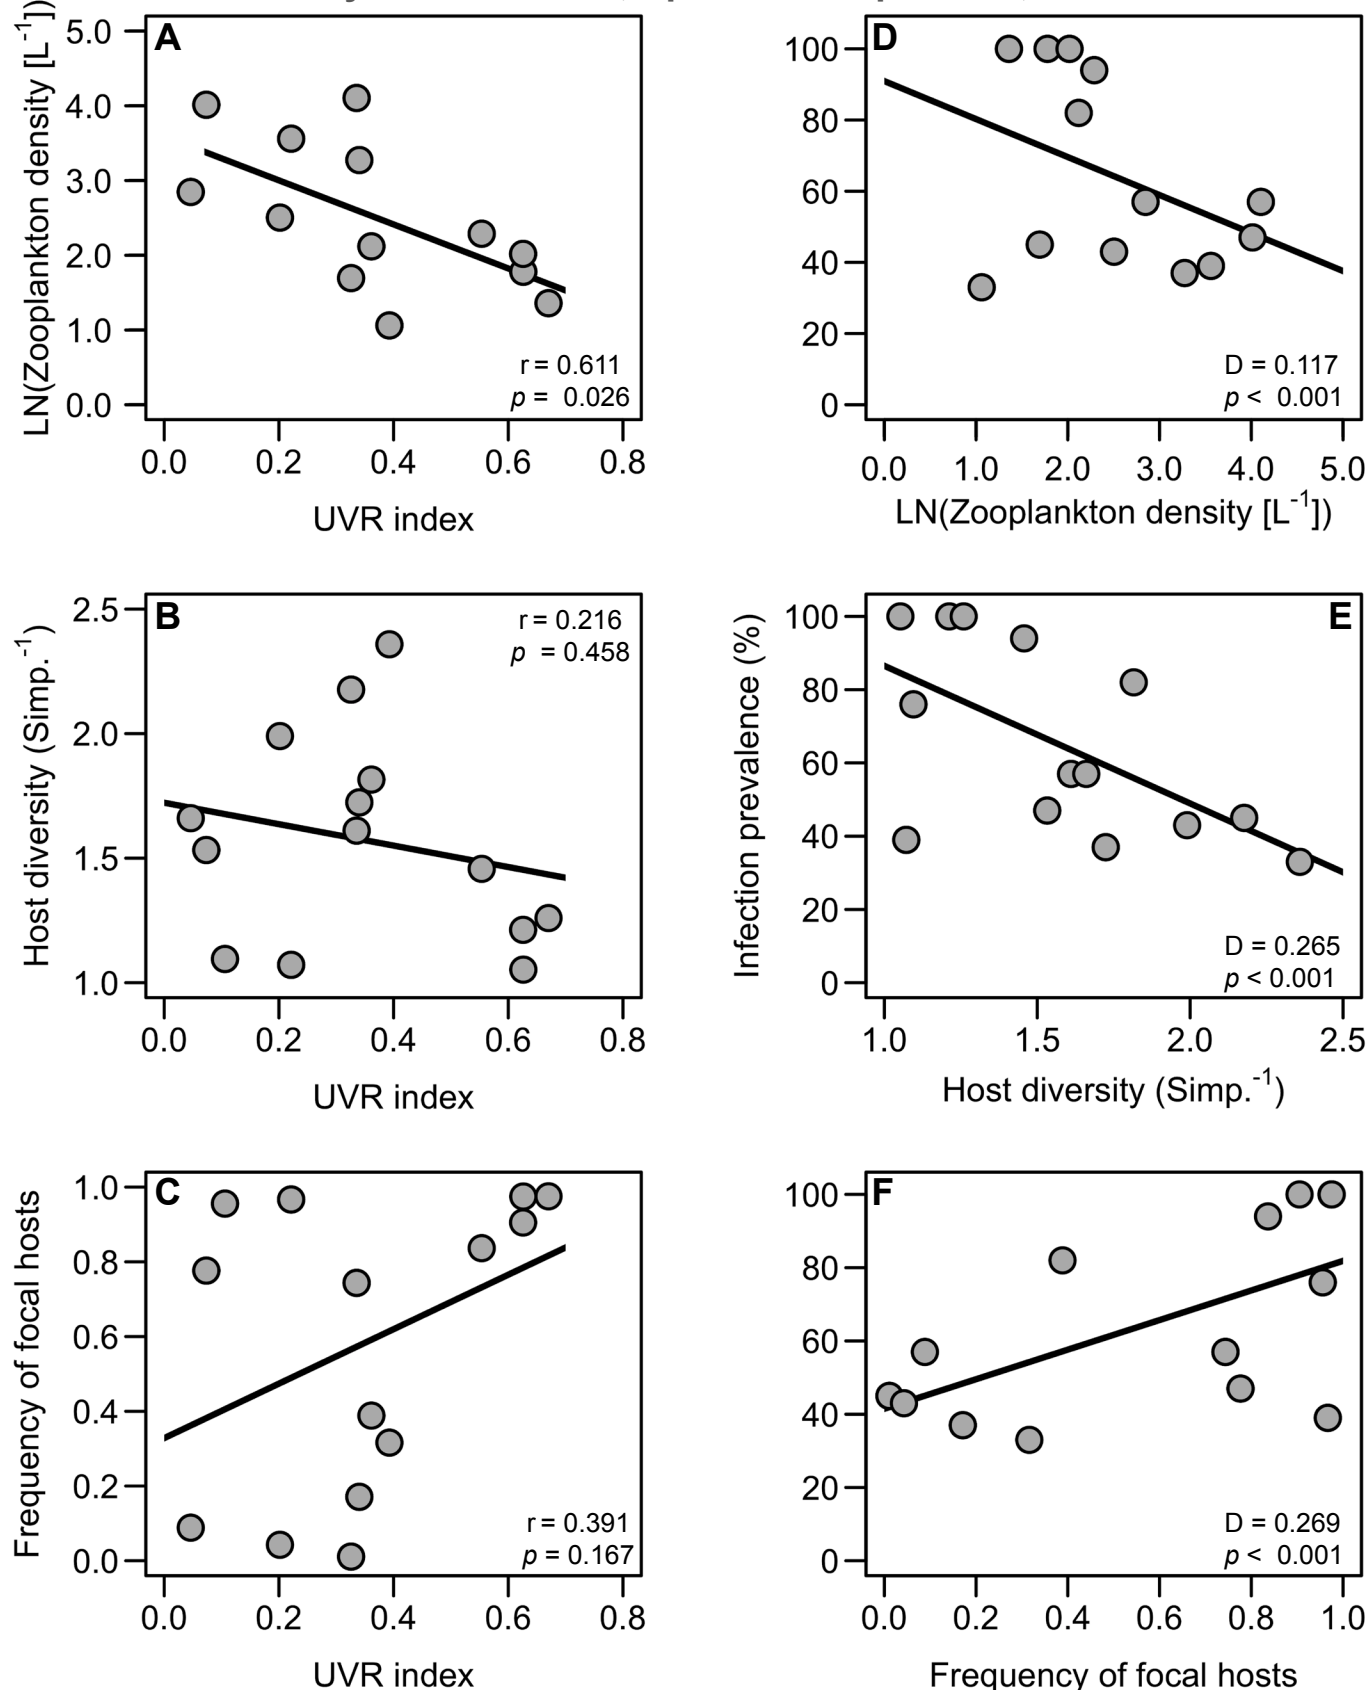 A
LN(Zooplankton density [L⁻¹])
5.0
4.0
3.0
2.0
1.0
0.0
r = 0.611
p = 0.026
0.0 0.2 0.4 0.6 0.8
UVR index
D
100
80
60
40
20
0
D = 0.117
p < 0.001
0.0 1.0 2.0 3.0 4.0 5.0
LN(Zooplankton density [L⁻¹])
B
Host diversity (Simp.⁻¹)
2.5
2.0
1.5
1.0
r = 0.216
p = 0.458
0.0 0.2 0.4 0.6 0.8
UVR index
E
Infection prevalence (%)
100
80
60
40
20
0
D = 0.265
p < 0.001
1.0 1.5 2.0 2.5
Host diversity (Simp.⁻¹)
C
Frequency of focal hosts
1.0
0.8
0.6
0.4
0.2
0.0
r = 0.391
p = 0.167
0.0 0.2 0.4 0.6 0.8
UVR index
F
100
80
60
40
20
0
D = 0.269
p < 0.001
0.0 0.2 0.4 0.6 0.8 1.0
Frequency of focal hosts